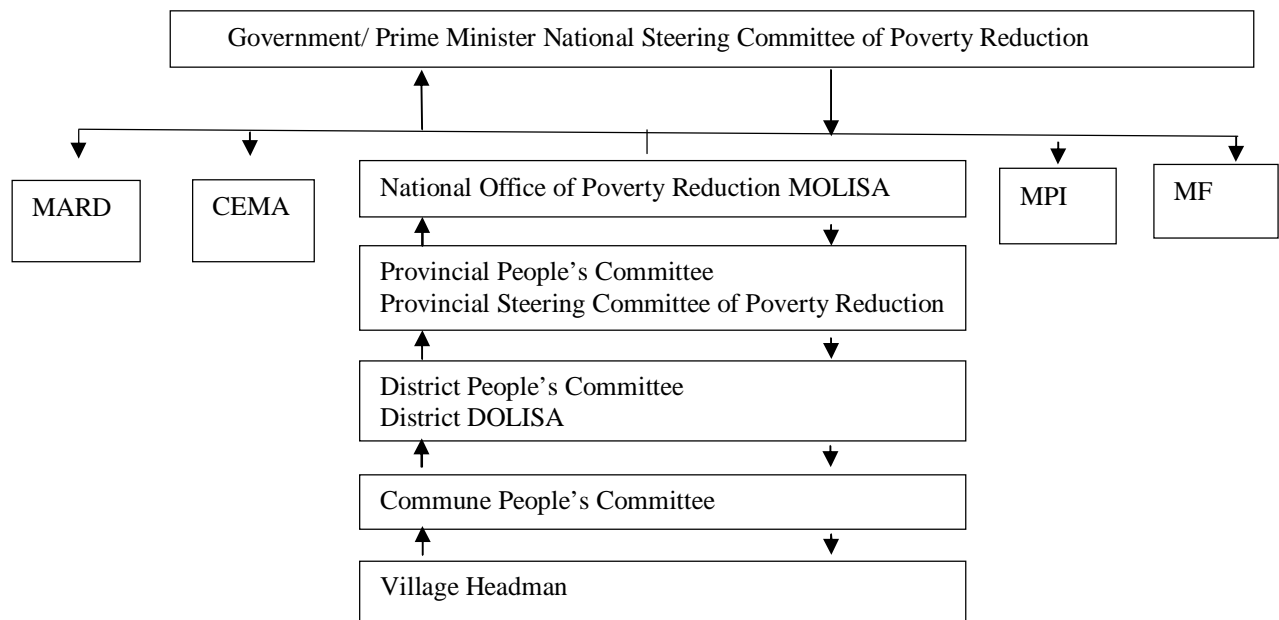 Government/ Prime Minister National Steering Committee of Poverty Reduction
MARD
CEMA
National Office of Poverty Reduction MOLISA
MPI
MF
Provincial People’s Committee
Provincial Steering Committee of Poverty Reduction
District People’s Committee
District DOLISA
Commune People’s Committee
Village Headman